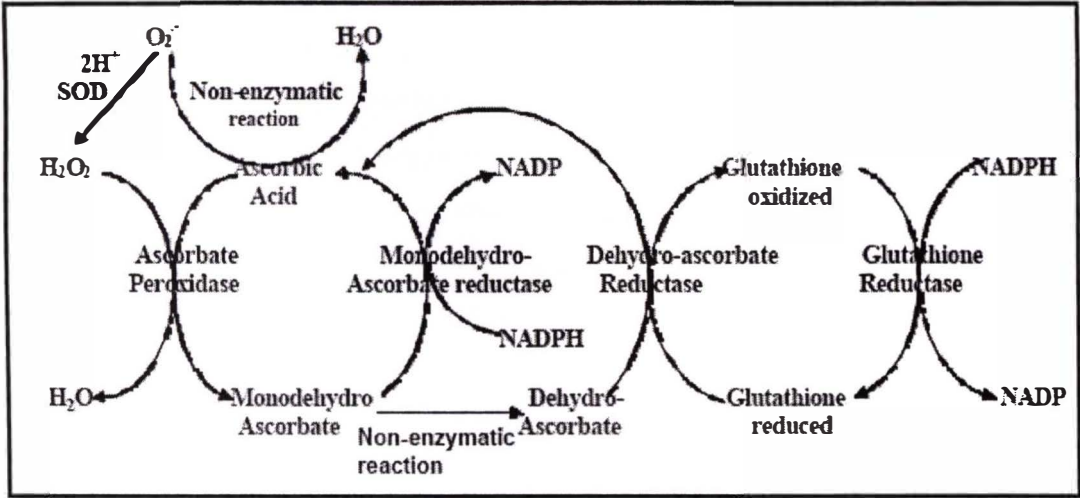 O₂⁻ H₂O
2H⁺
SOD
Non-enzymatic
reaction
H₂O₂
Ascorbic
Acid
NADP
Glutathione
oxidized
NADPH
Ascorbate
Peroxidase
Monodehydro-
Ascorbate reductase
Dehydro-ascorbate
Reductase
Glutathione
Reductase
NADPH
H₂O
Monodehydro
Ascorbate
Non-enzymatic
reaction
Dehydro-
Ascorbate
Glutathione
reduced
NADP